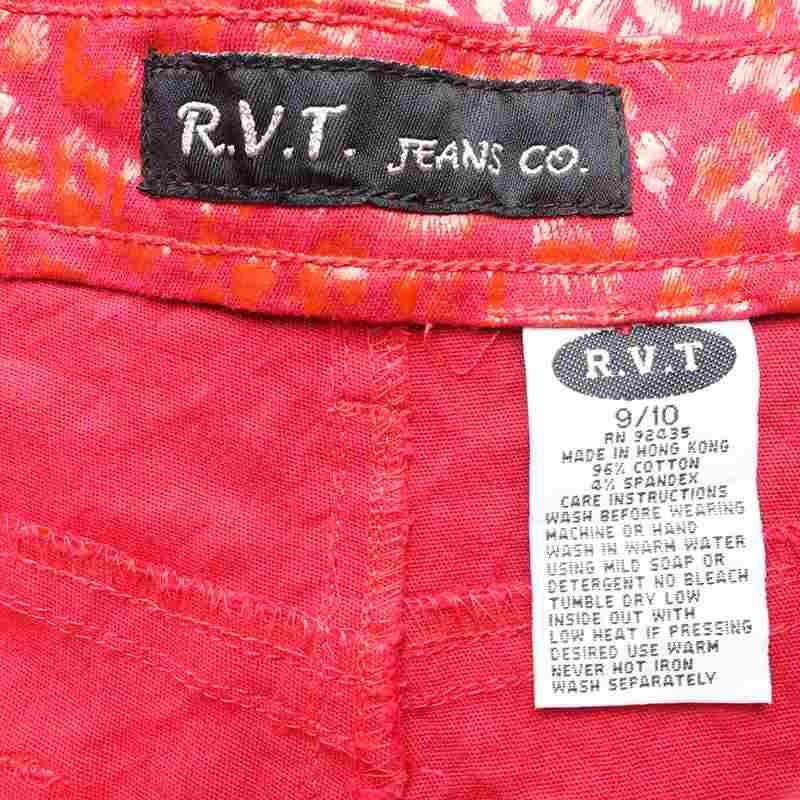 R.V.T. JEANS CO.
R.V.T
9/10
RN 92435
MADE IN HONG KONG
96% COTTON
4% SPANDEX
CARE INSTRUCTIONS
WASH BEFORE WEARING
MACHINE OR HAND
WASH IN WARM WATER
USING MILD SOAP OR
DETERGENT NO BLEACH
TUMBLE DRY LOW
INSIDE OUT WITH
LOW HEAT IF PRESSING
DESIRED USE WARM
NEVER HOT IRON
WASH SEPARATELY